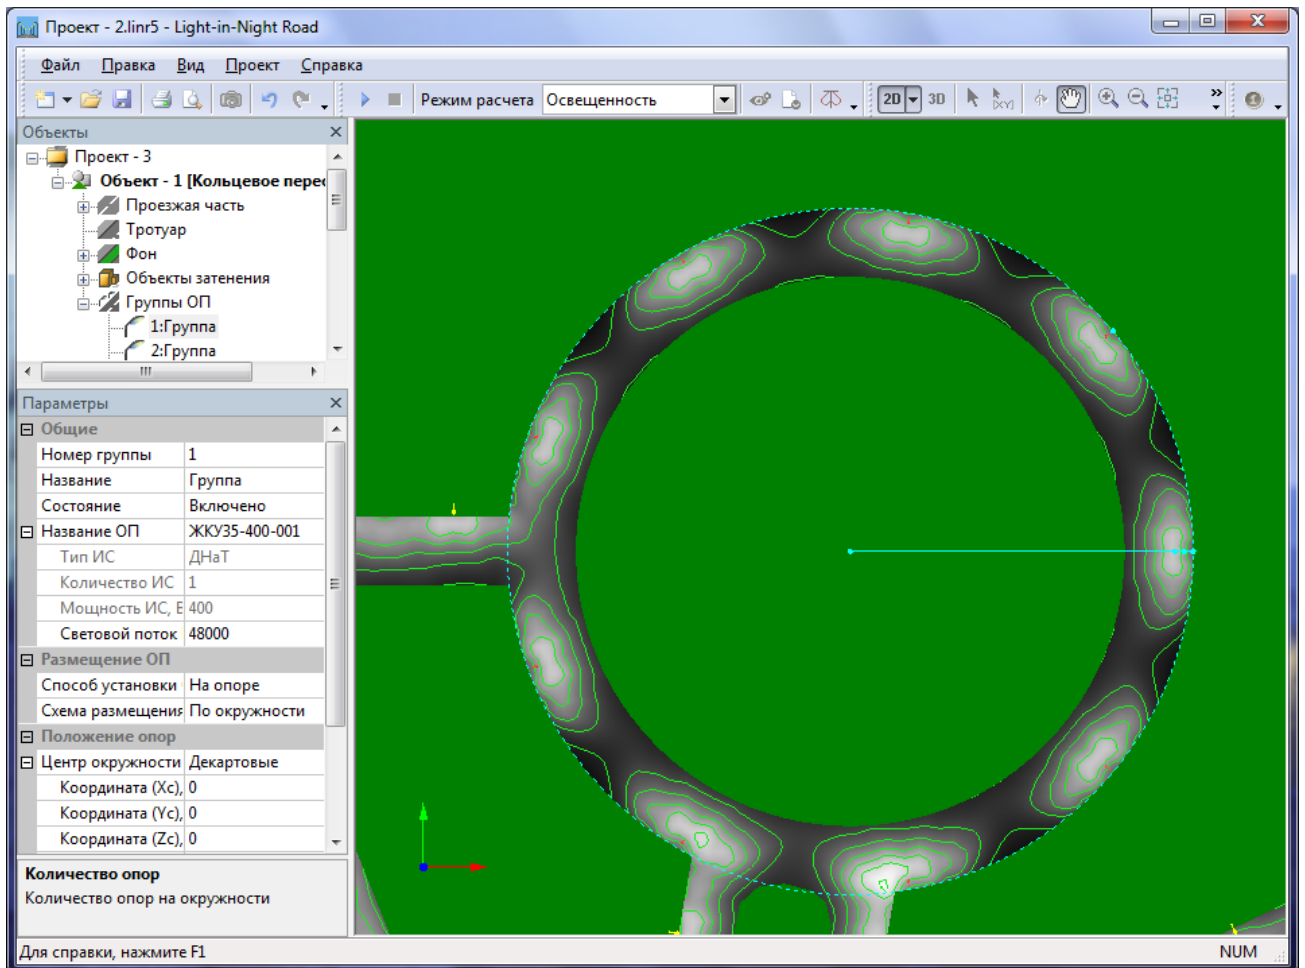 Проект - 2.linr5 - Light-in-Night Road
Файл Правка Вид Проект Справка
Режим расчета Освещенность 2D 3D
Объекты
Проект - 3
Объект - 1 [Кольцевое перес
Проезжая часть
Тротуар
Фон
Объекты затенения
Группы ОП
1:Группа
2:Группа
Параметры
Общие
Номер группы 1
Название Группа
Состояние Включено
Название ОП ЖКУ35-400-001
Тип ИС ДНаТ
Количество ИС 1
Мощность ИС, В 400
Световой поток 48000
Размещение ОП
Способ установки На опоре
Схема размещения По окружности
Положение опор
Центр окружности Декартовые
Координата (Xc), 0
Координата (Yc), 0
Координата (Zc), 0
Количество опор
Количество опор на окружности
Для справки, нажмите F1 NUM